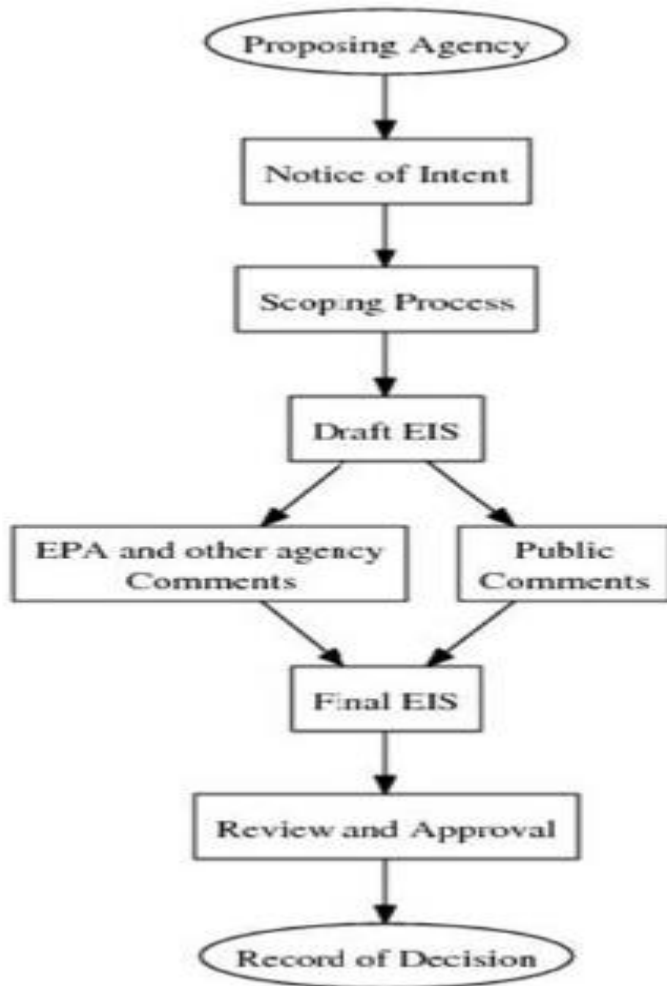 Proposing Agency
Notice of Intent
Scoping Process
Draft EIS
EPA and other agency
Comments
Public
Comments
Final EIS
Review and Approval
Record of Decision